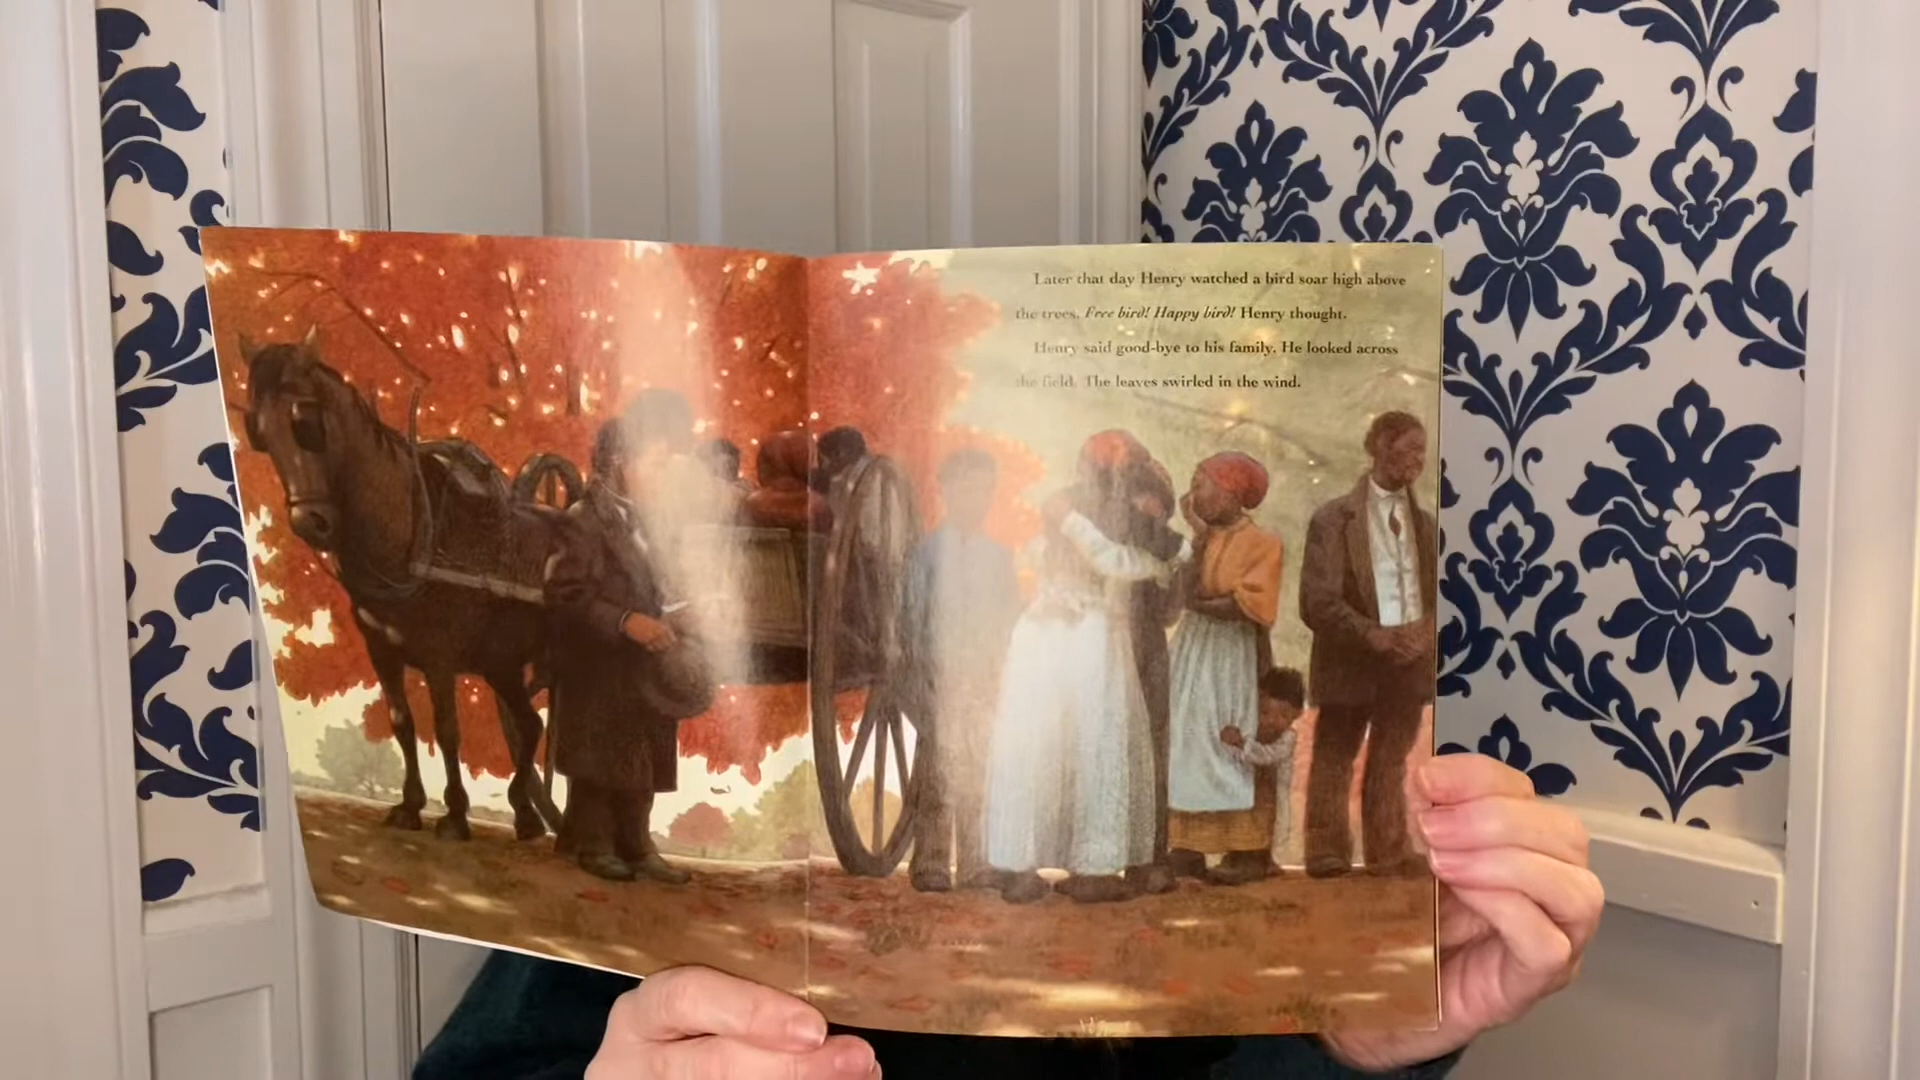 Later that day Henry watched a bird soar high above
the trees. Free bird! Happy bird! Henry thought.
Henry said good-bye to his family. He looked across
the field. The leaves swirled in the wind.